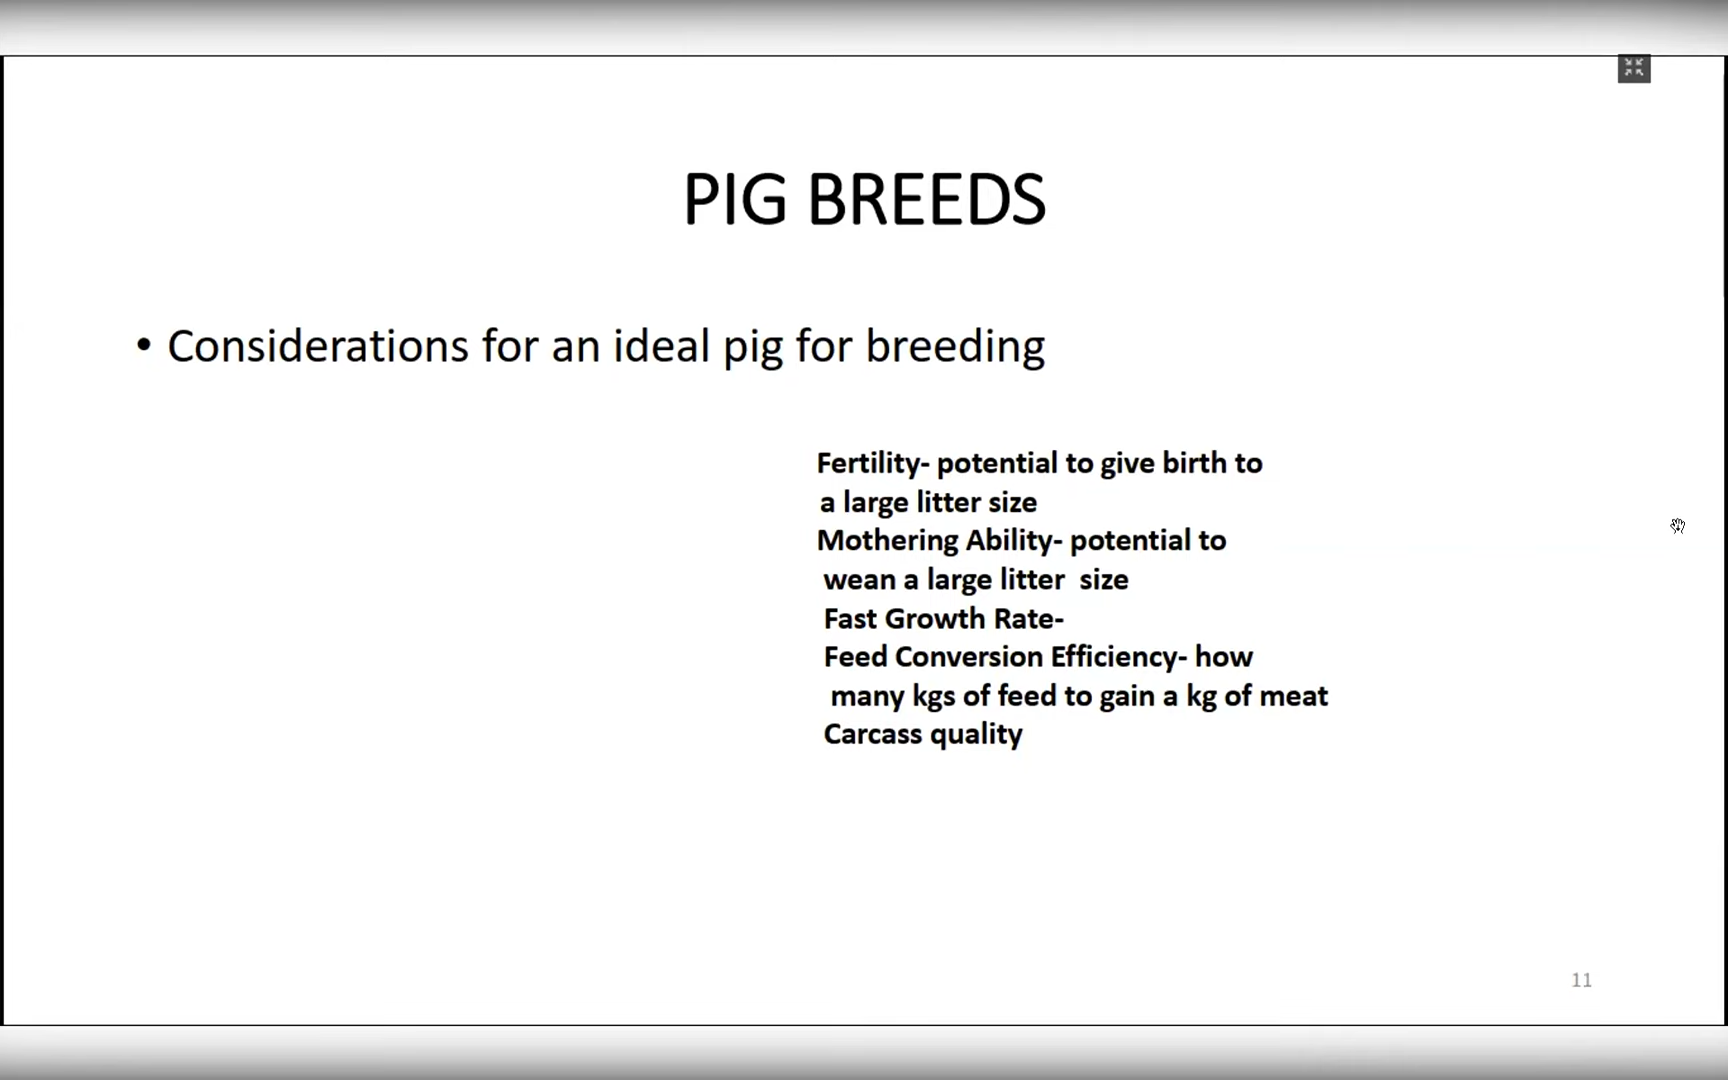 PIG BREEDS
• Considerations for an ideal pig for breeding
Fertility- potential to give birth to
a large litter size
Mothering Ability- potential to
wean a large litter  size
Fast Growth Rate-
Feed Conversion Efficiency- how
many kgs of feed to gain a kg of meat
Carcass quality
11